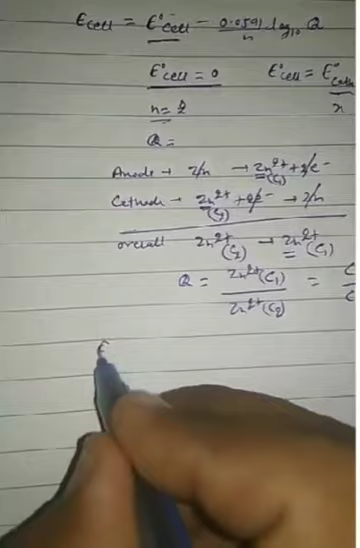 Ecell = E°cell - 0.0591/n log10 Q
E°cell = 0 E°cell = E°cath
n = 2
Q =
Anode → Zn → Zn2+ (C1) + 2e-
Cathode → Zn2+ (C2) + 2e- → Zn
overall Zn2+ (C2) → Zn2+ (C1)
Q = Zn2+(C1) / Zn2+(C2) = C / C
E